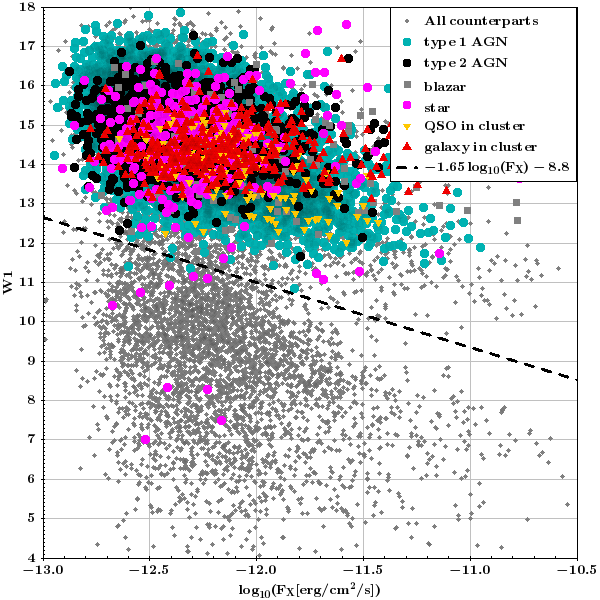 18
17
16
15
14
13
12
11
10
9
8
7
6
5
4
W1
−13.0
−12.5
−12.0
−11.5
−11.0
−10.5
log₁₀(F_X[erg/cm²/s])
All counterparts
type 1 AGN
type 2 AGN
blazar
star
QSO in cluster
galaxy in cluster
−1.65 log₁₀(F_X) − 8.8